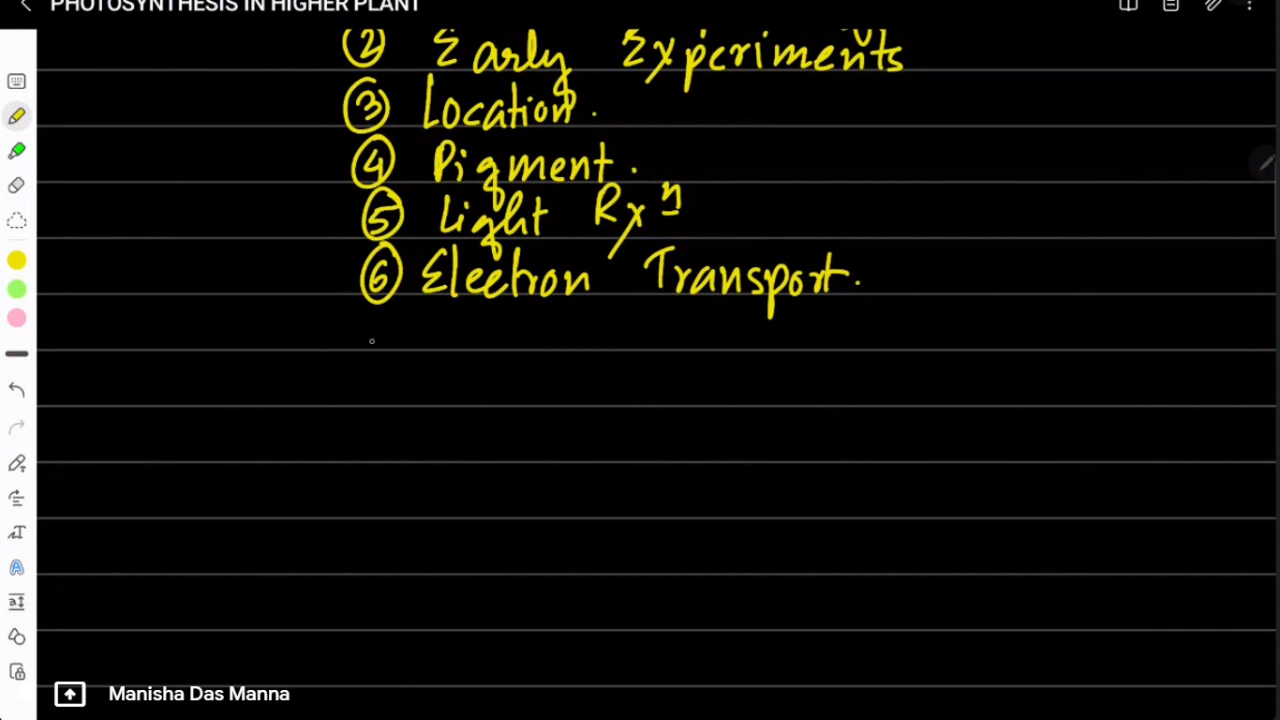 PHOTOSYNTHESIS IN HIGHER PLANT
② Early Experiments
③ Location.
④ Pigment.
⑤ Light Rxⁿ
⑥ Electron Transport.
Manisha Das Manna